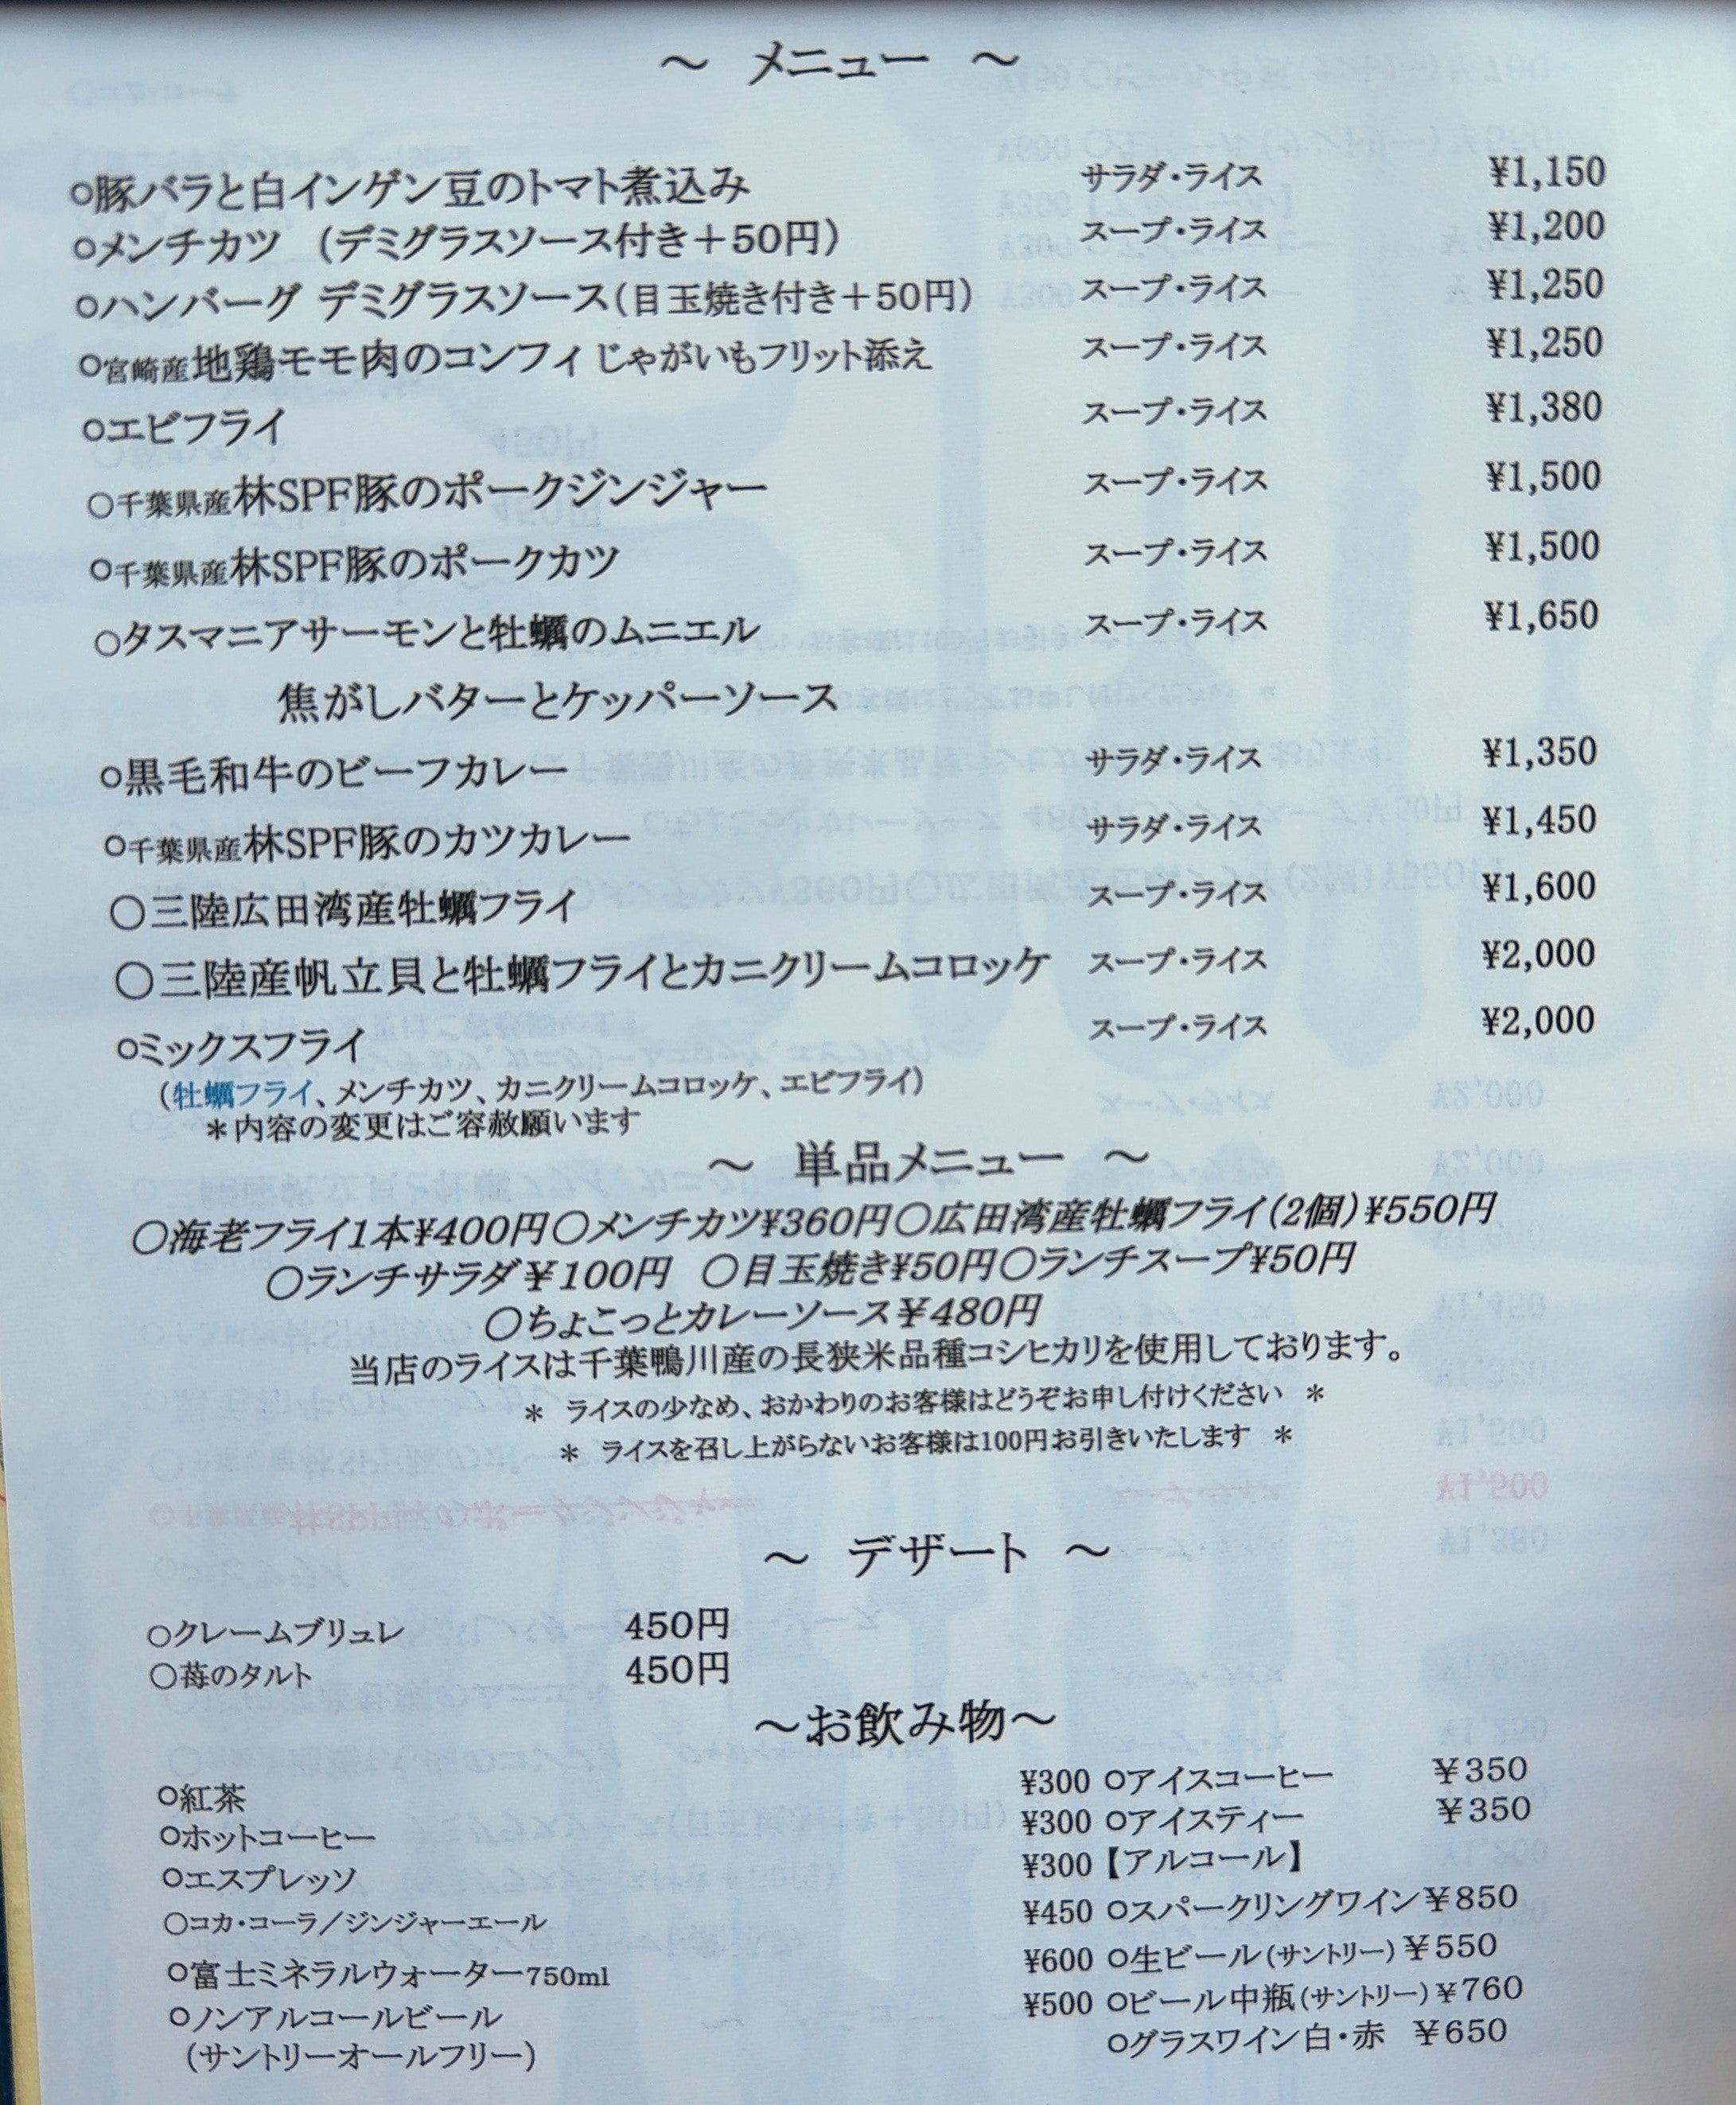 ～ メニュー ～
○豚バラと白インゲン豆のトマト煮込み サラダ・ライス ¥1,150
○メンチカツ (デミグラスソース付き＋50円) スープ・ライス ¥1,200
○ハンバーグ デミグラスソース(目玉焼き付き＋50円) スープ・ライス ¥1,250
○宮崎産地鶏モモ肉のコンフィ じゃがいもフリット添え スープ・ライス ¥1,250
○エビフライ スープ・ライス ¥1,380
○千葉県産林SPF豚のポークジンジャー スープ・ライス ¥1,500
○千葉県産林SPF豚のポークカツ スープ・ライス ¥1,500
○タスマニアサーモンと牡蠣のムニエル スープ・ライス ¥1,650
焦がしバターとケッパーソース
○黒毛和牛のビーフカレー サラダ・ライス ¥1,350
○千葉県産林SPF豚のカツカレー サラダ・ライス ¥1,450
○三陸広田湾産牡蠣フライ スープ・ライス ¥1,600
○三陸産帆立貝と牡蠣フライとカニクリームコロッケ スープ・ライス ¥2,000
○ミックスフライ スープ・ライス ¥2,000
(牡蠣フライ、メンチカツ、カニクリームコロッケ、エビフライ)
＊内容の変更はご容赦願います
～ 単品メニュー ～
○海老フライ1本¥400円○メンチカツ¥360円○広田湾産牡蠣フライ(2個)¥550円
○ランチサラダ¥100円 ○目玉焼き¥50円○ランチスープ¥50円
○ちょこっとカレーソース¥480円
当店のライスは千葉鴨川産の長狭米品種コシヒカリを使用しております。
＊ ライスの少なめ、おかわりのお客様はどうぞお申し付けください ＊
＊ ライスを召し上がらないお客様は100円お引きいたします ＊
～ デザート ～
○クレームブリュレ 450円
○苺のタルト 450円
～お飲み物～
○紅茶 ¥300 ○アイスコーヒー ¥350
○ホットコーヒー ¥300 ○アイスティー ¥350
○エスプレッソ ¥300 【アルコール】
○コカ・コーラ／ジンジャーエール ¥450 ○スパークリングワイン¥850
○富士ミネラルウォーター750ml ¥600 ○生ビール(サントリー)¥550
○ノンアルコールビール ¥500 ○ビール中瓶(サントリー)¥760
(サントリーオールフリー) ○グラスワイン白・赤 ¥650